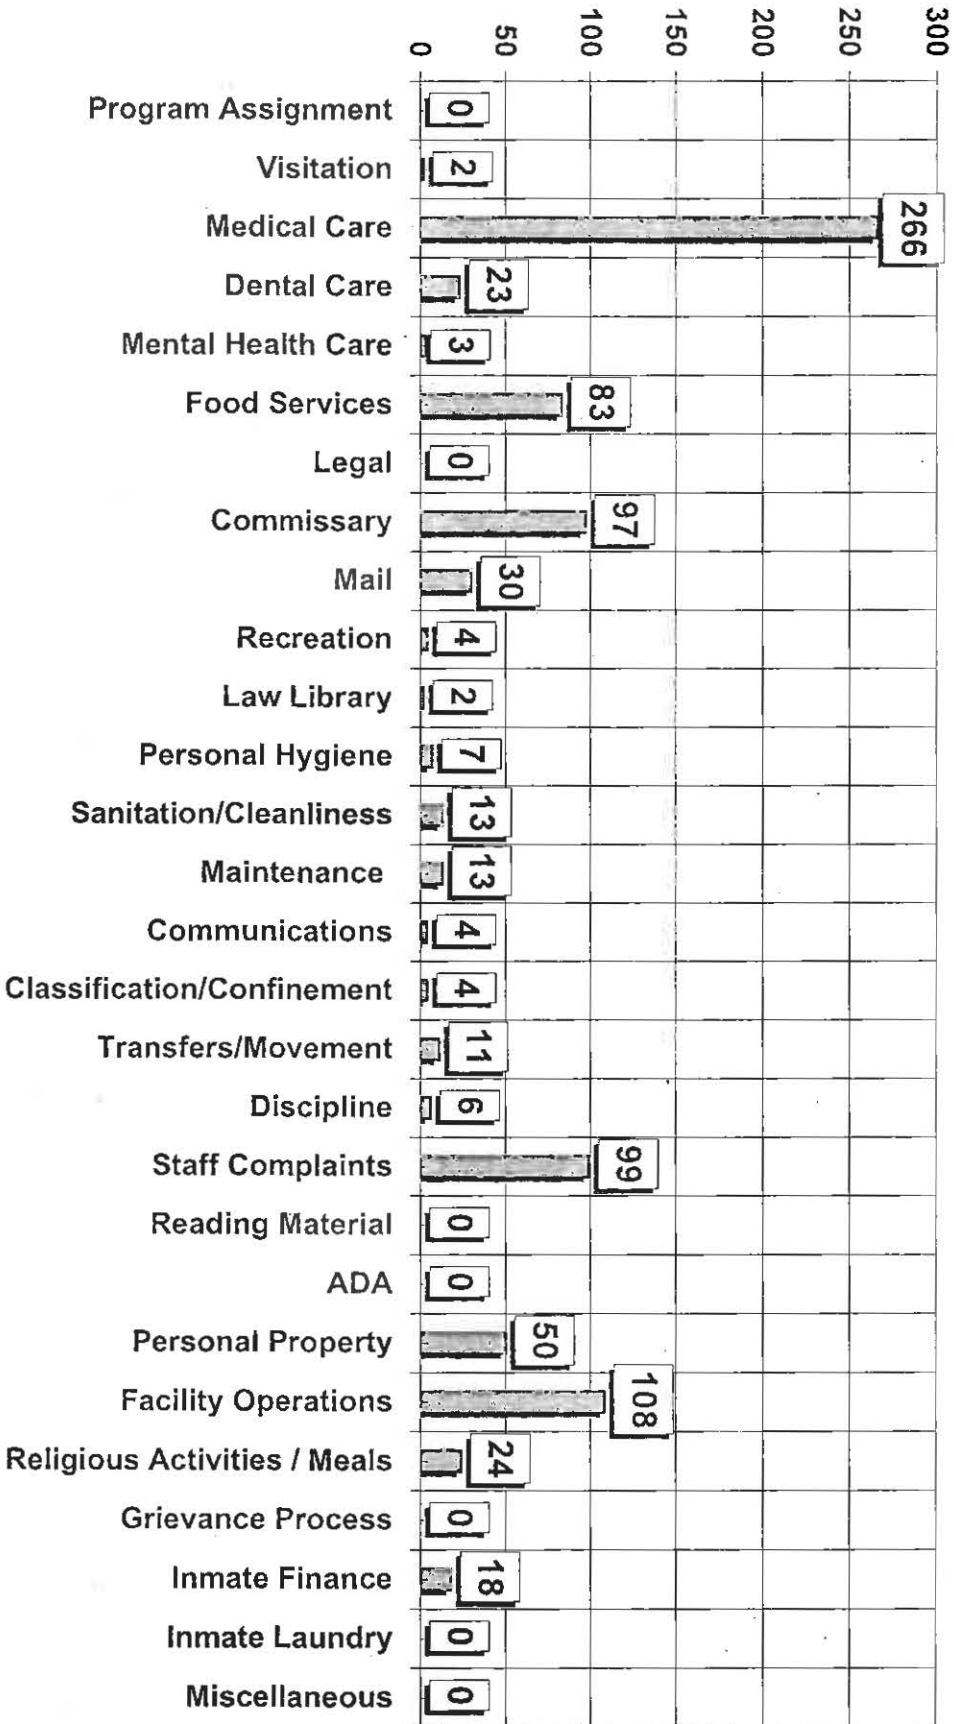 300
250
200
150
100
50
0
Program Assignment 0
Visitation 2
Medical Care 266
Dental Care 23
Mental Health Care 3
Food Services 83
Legal 0
Commissary 97
Mail 30
Recreation 4
Law Library 2
Personal Hygiene 7
Sanitation/Cleanliness 13
Maintenance 13
Communications 4
Classification/Confinement 4
Transfers/Movement 11
Discipline 6
Staff Complaints 99
Reading Material 0
ADA 0
Personal Property 50
Facility Operations 108
Religious Activities / Meals 24
Grievance Process 0
Inmate Finance 18
Inmate Laundry 0
Miscellaneous 0